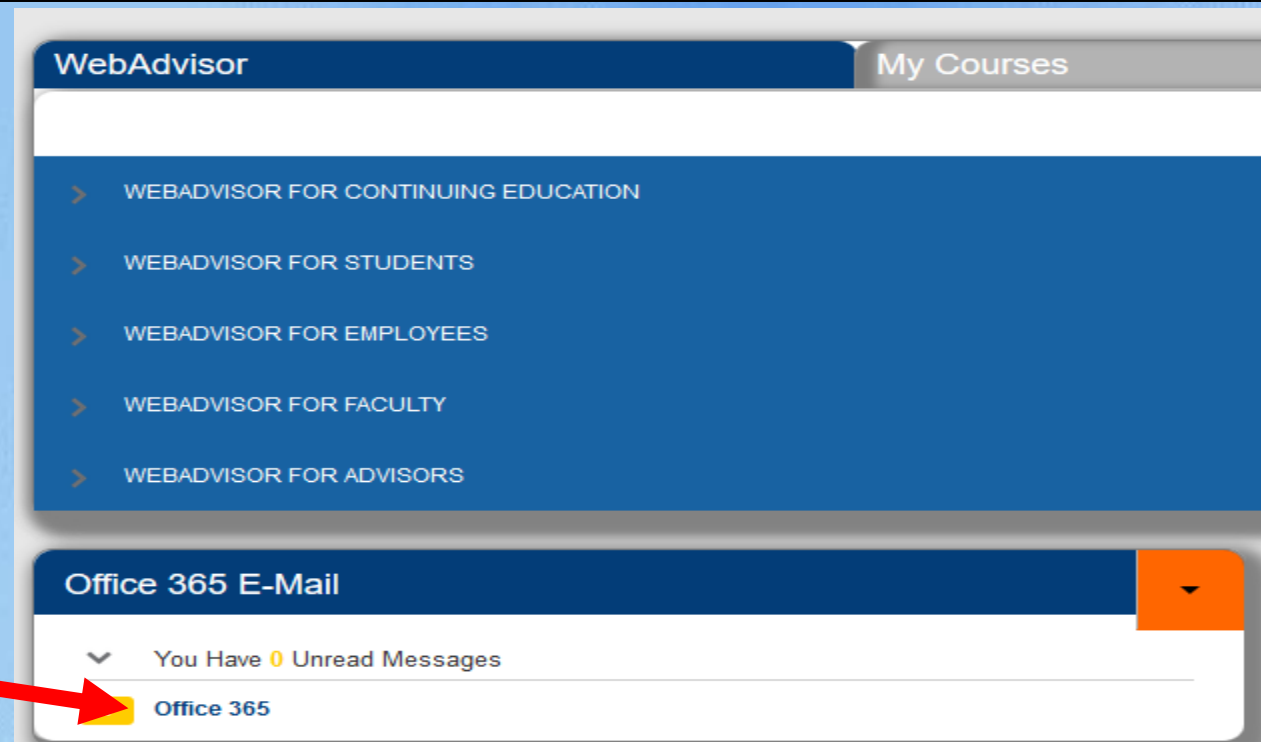 WebAdvisor
My Courses
WEBADVISOR FOR CONTINUING EDUCATION
WEBADVISOR FOR STUDENTS
WEBADVISOR FOR EMPLOYEES
WEBADVISOR FOR FACULTY
WEBADVISOR FOR ADVISORS
Office 365 E-Mail
You Have 0 Unread Messages
Office 365